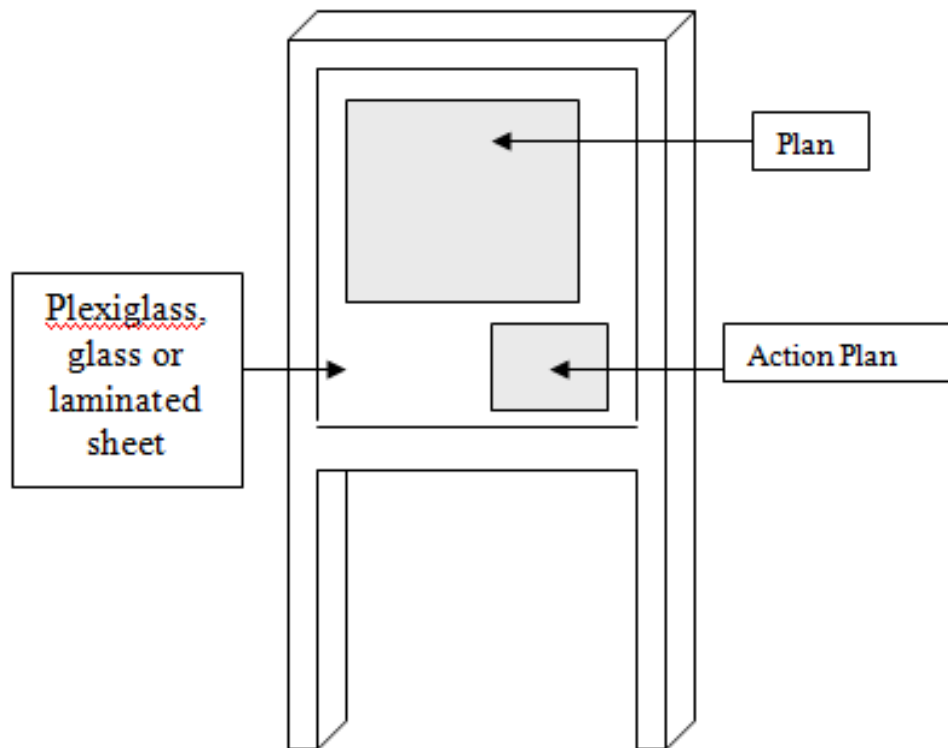 Plan
Plexiglass,
glass or
laminated
sheet
Action Plan